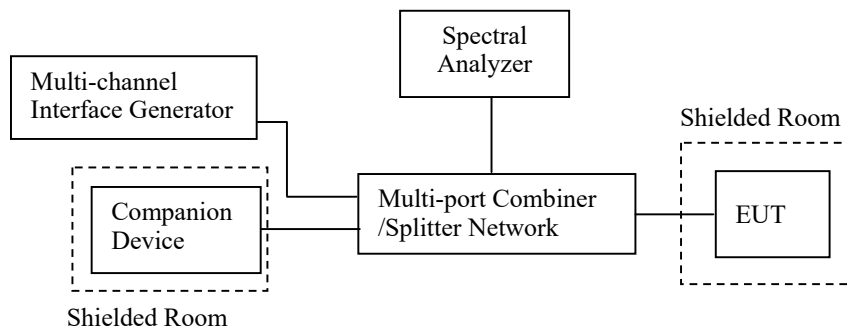 Spectral
Analyzer
Multi-channel
Interface Generator
Shielded Room
Companion
Device
Multi-port Combiner
/Splitter Network
EUT
Shielded Room